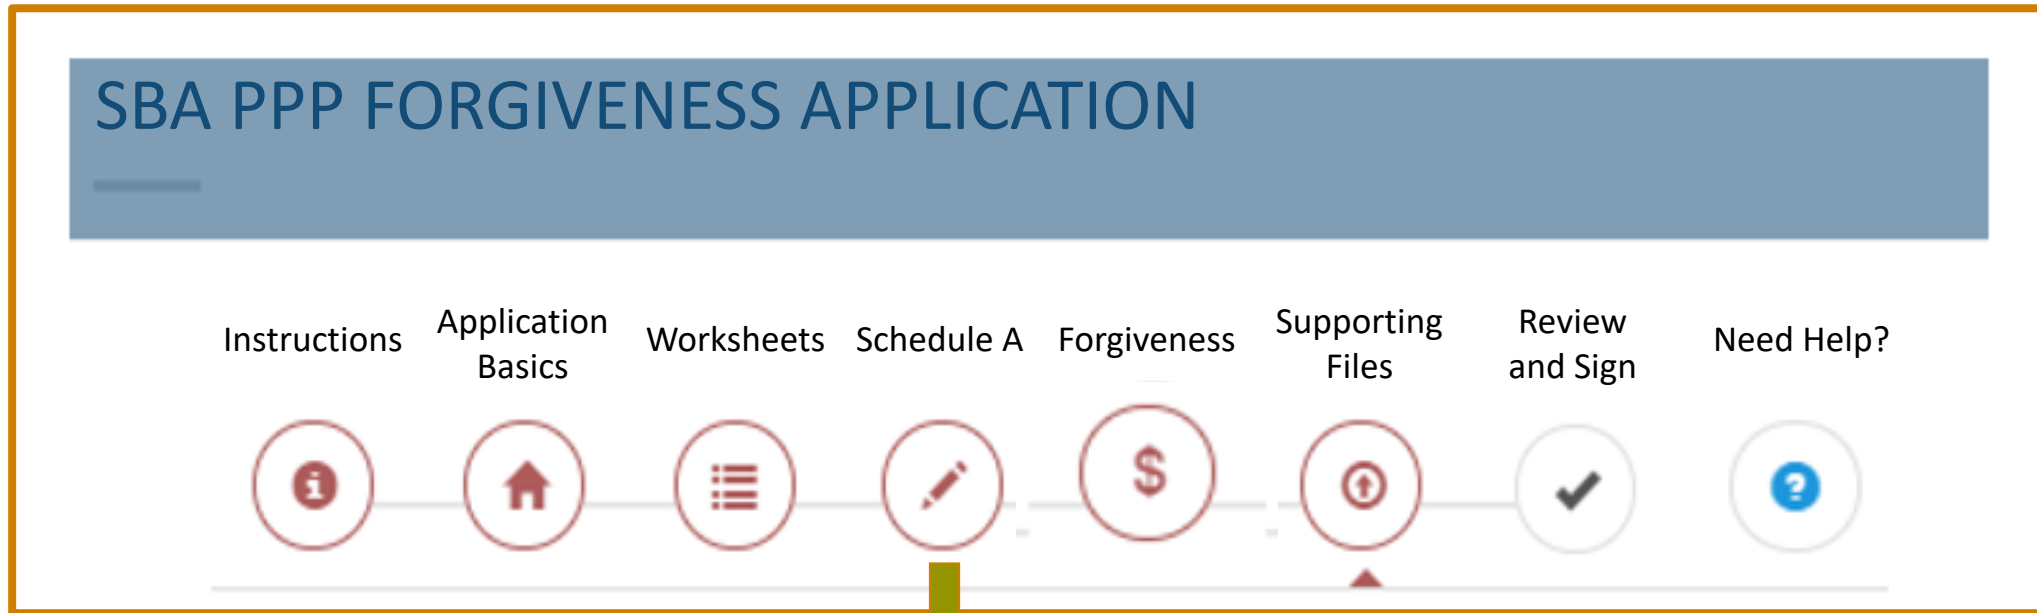 SBA PPP FORGIVENESS APPLICATION
Instructions
Application
Basics
Worksheets
Schedule A
Forgiveness
Supporting
Files
Review
and Sign
Need Help?